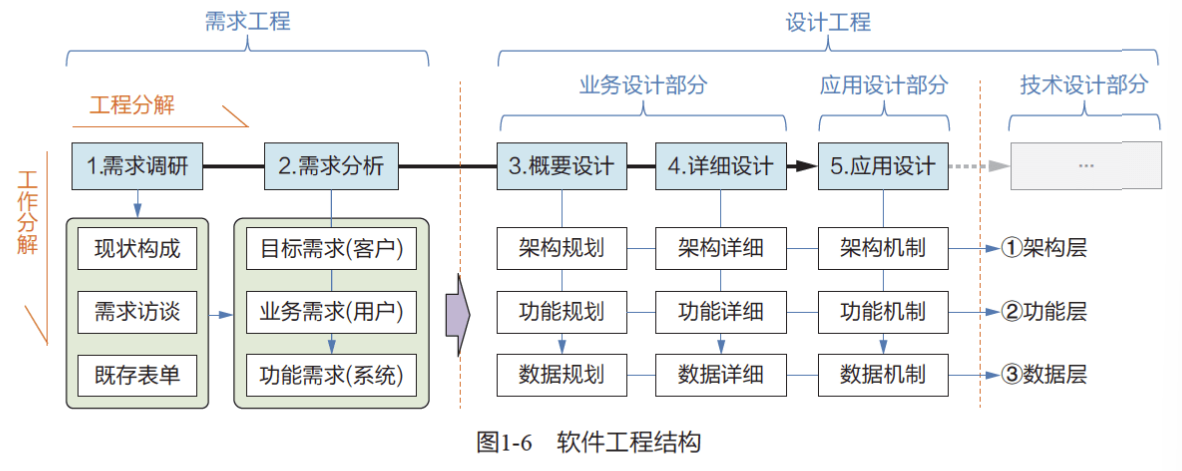 需求工程
设计工程
业务设计部分
应用设计部分
技术设计部分
工程分解
工作分解
1.需求调研
2.需求分析
3.概要设计
4.详细设计
5.应用设计
...
现状构成
目标需求(客户)
架构规划
架构详细
架构机制
①架构层
需求访谈
业务需求(用户)
功能规划
功能详细
功能机制
②功能层
既存表单
功能需求(系统)
数据规划
数据详细
数据机制
③数据层
图1-6 软件工程结构